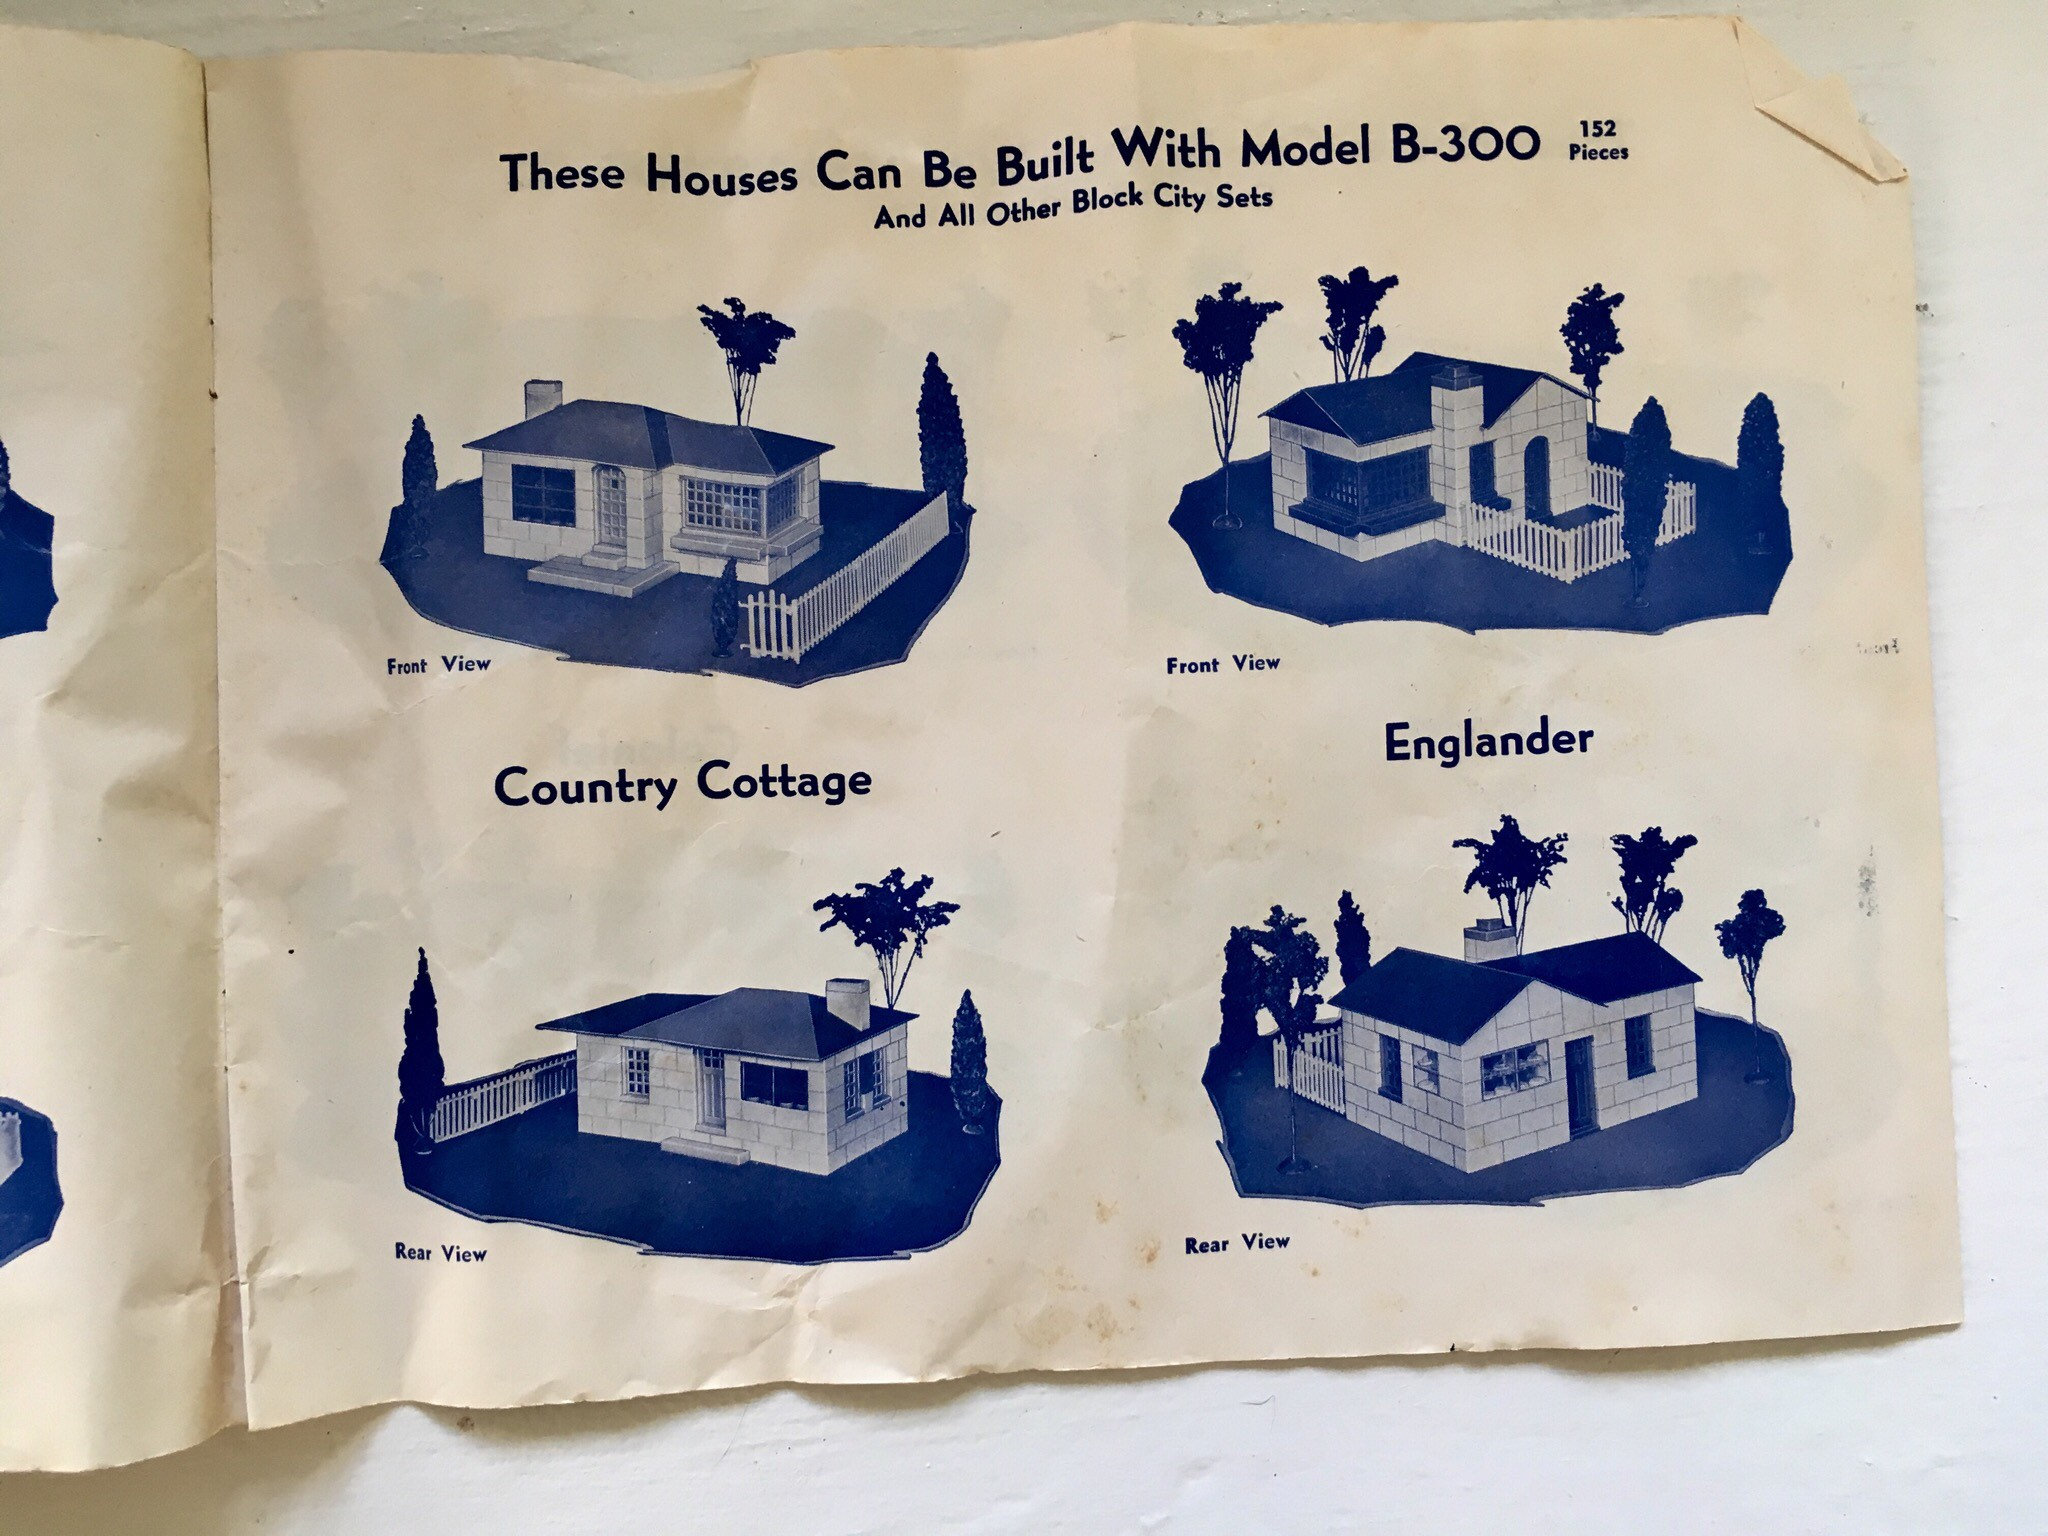 These Houses Can Be Built With Model B-300 152 Pieces
And All Other Block City Sets
Front View
Country Cottage
Rear View
Front View
Englander
Rear View